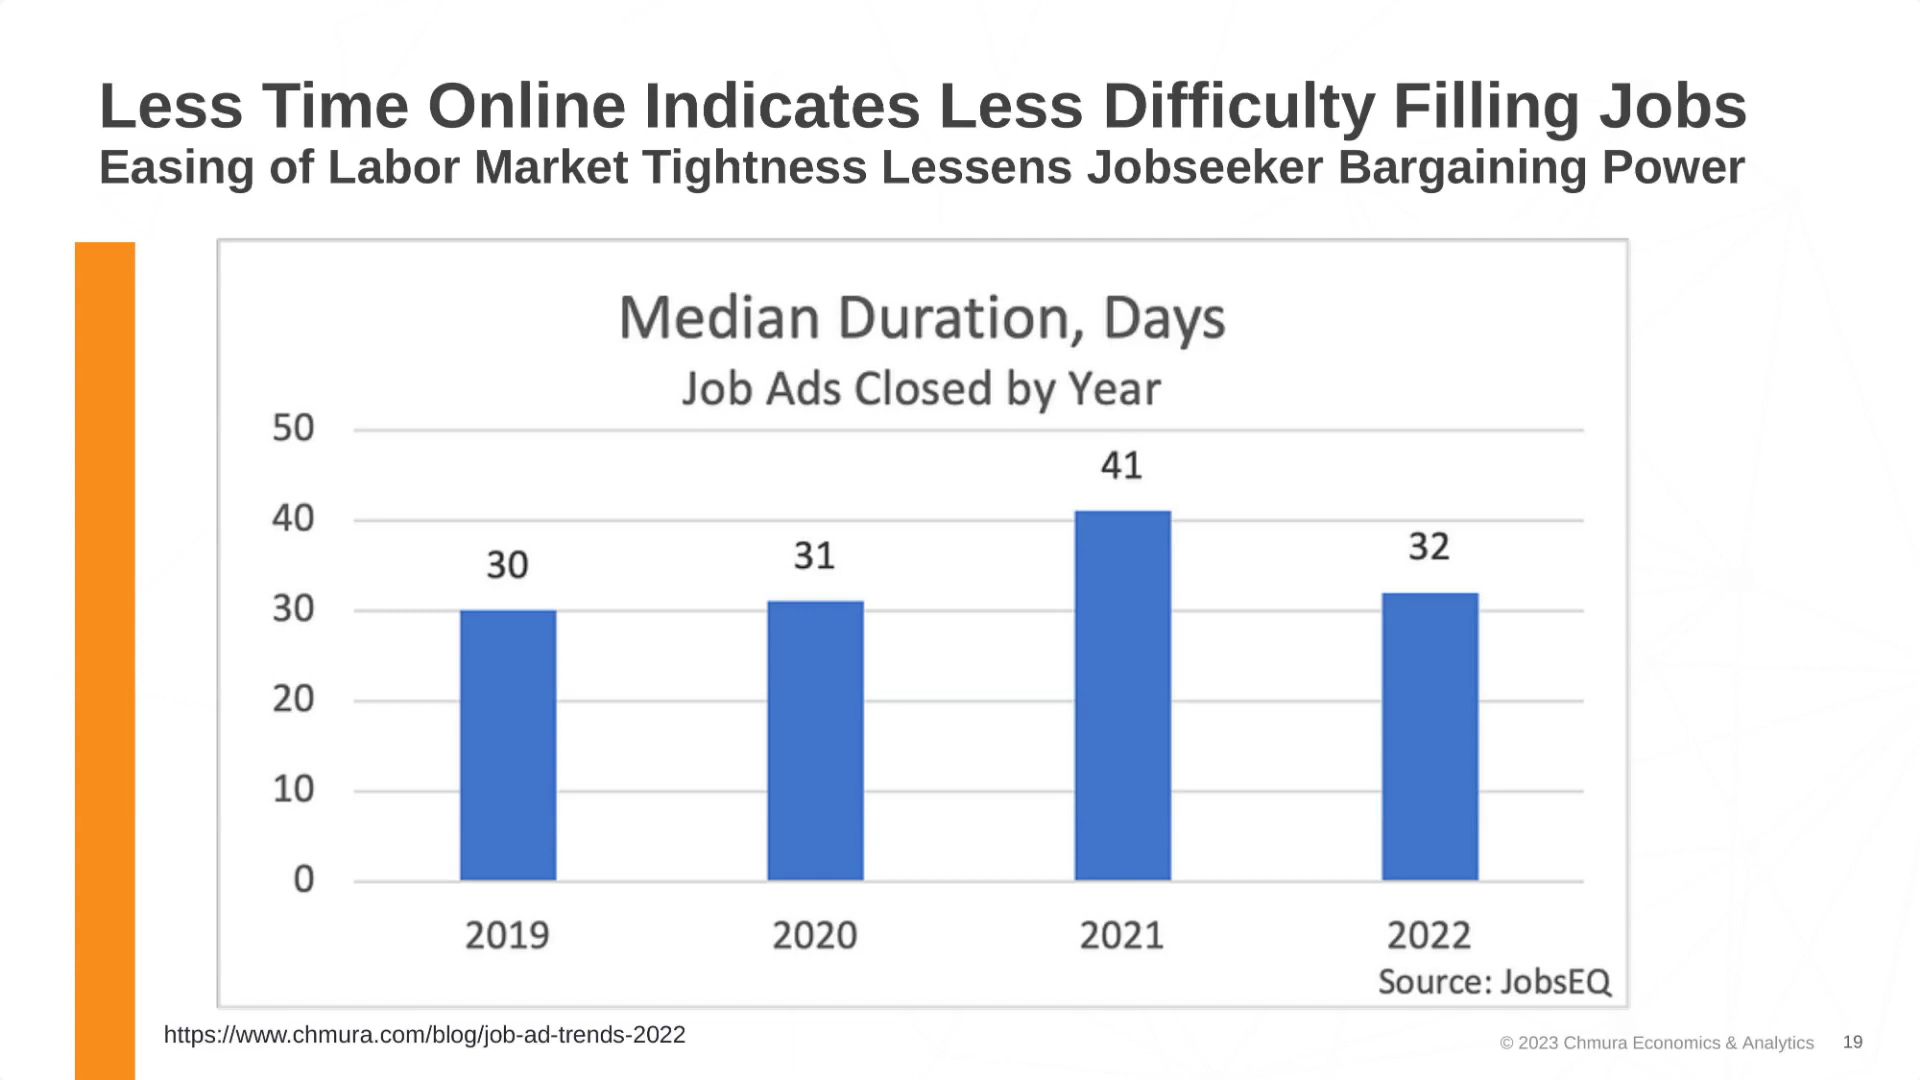 Less Time Online Indicates Less Difficulty Filling Jobs
Easing of Labor Market Tightness Lessens Jobseeker Bargaining Power
Median Duration, Days
Job Ads Closed by Year
50
41
40
32
31
30
30
20
10
0
2019 2020 2021 2022
Source: JobsEQ
https://www.chmura.com/blog/job-ad-trends-2022
© 2023 Chmura Economics & Analytics 19